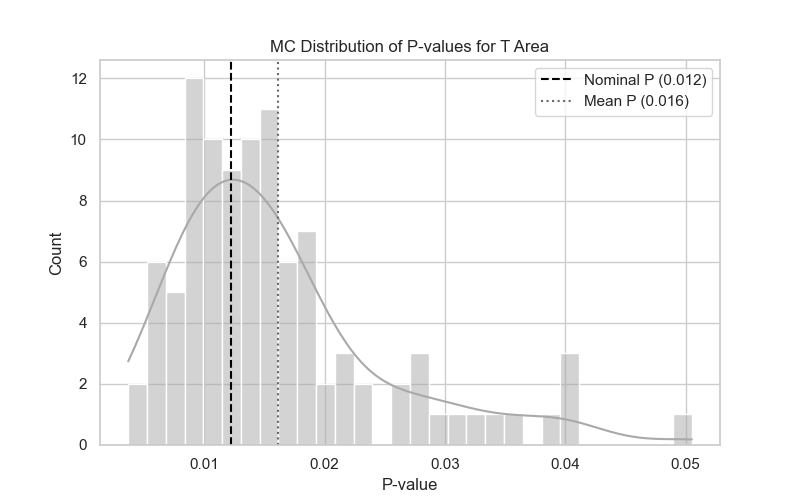 MC Distribution of P-values for T Area
Nominal P (0.012)
Mean P (0.016)
Count
12
10
8
6
4
2
0
0.01
0.02
0.03
0.04
0.05
P-value